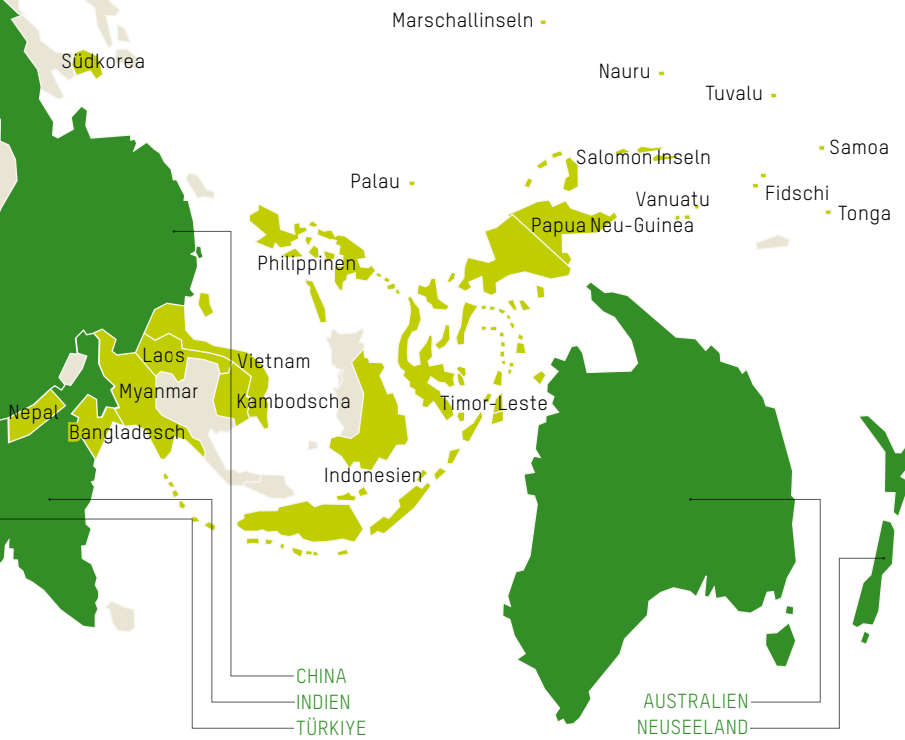 Marschallinseln
Südkorea
Nauru
Tuvalu
Samoa
Salomon Inseln
Palau
Vanuatu
Fidschi
Tonga
Papua Neu-Guinea
Philippinen
Laos
Vietnam
Myanmar
Kambodscha
Timor-Leste
Nepal
Bangladesch
Indonesien
CHINA
INDIEN
TÜRKIYE
AUSTRALIEN
NEUSEELAND